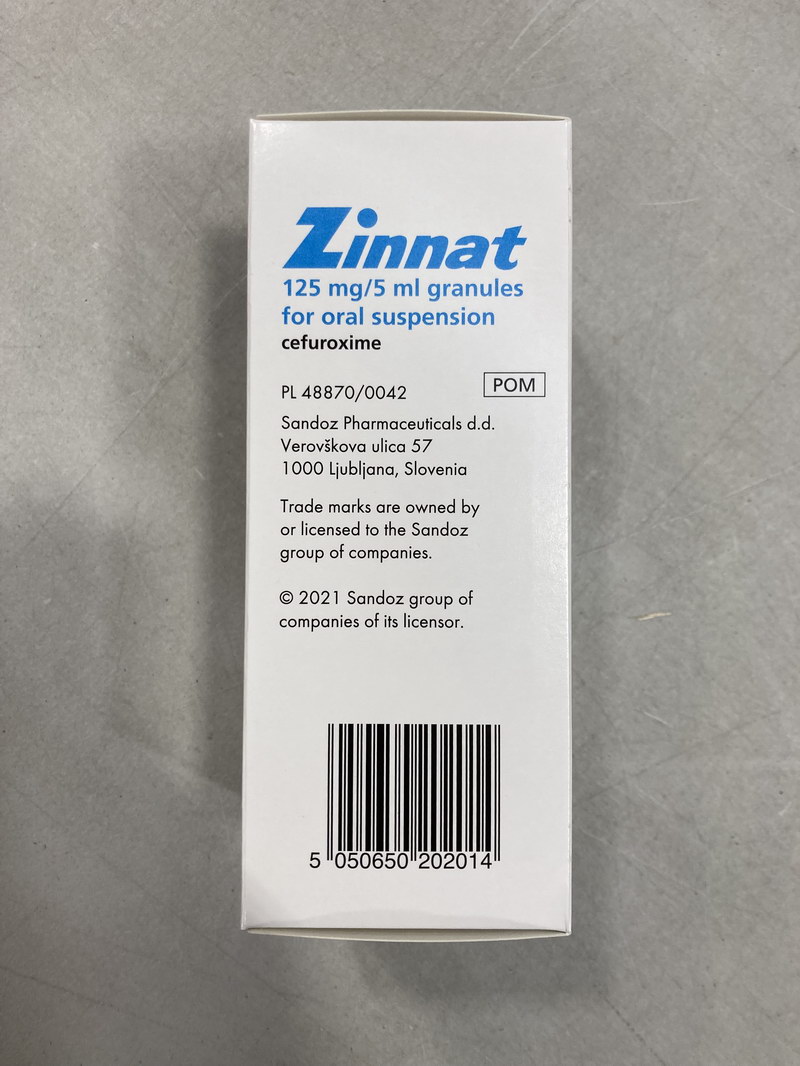 Zinnat
125 mg/5 ml granules
for oral suspension
cefuroxime
PL 48870/0042
POM
Sandoz Pharmaceuticals d.d.
Verovškova ulica 57
1000 Ljubljana, Slovenia
Trade marks are owned by
or licensed to the Sandoz
group of companies.
© 2021 Sandoz group of
companies of its licensor.
5 050650 202014